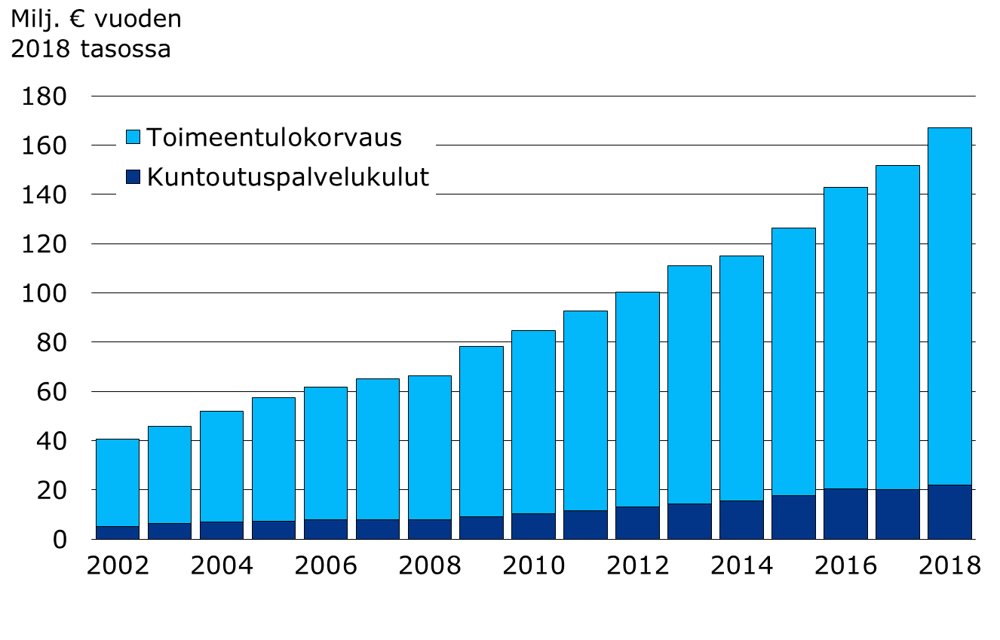 Milj. € vuoden
2018 tasossa
180
160
140
120
100
80
60
40
20
0
Toimeentulokorvaus
Kuntoutuspalvelukulut
2002 2004 2006 2008 2010 2012 2014 2016 2018